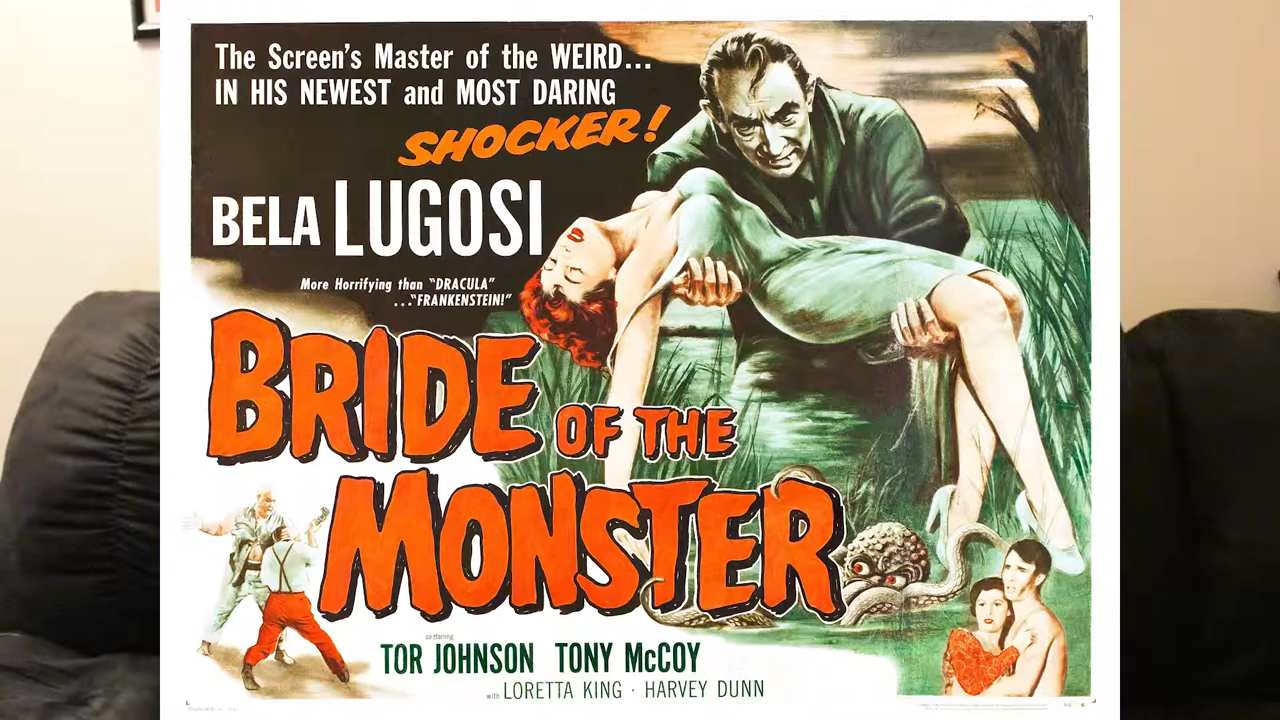 The Screen's Master of the WEIRD...
IN HIS NEWEST and MOST DARING
SHOCKER!
BELA LUGOSI
More Horrifying than "DRACULA"
..."FRANKENSTEIN!"
BRIDE OF THE
MONSTER
co-starring
TOR JOHNSON TONY McCOY
with LORETTA KING · HARVEY DUNN